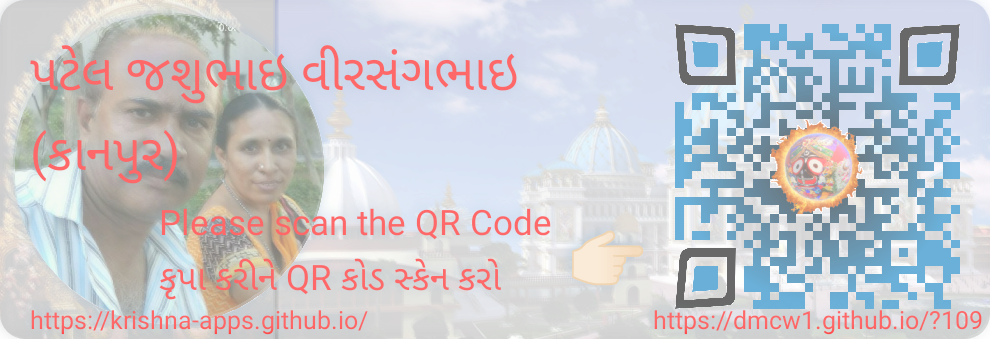 પટેલ જશુભાઇ વીરસંગભાઇ
(કાનપુર)
Please scan the QR Code
કૃપા કરીને QR કોડ સ્કેન કરો
https://krishna-apps.github.io/
https://dmcw1.github.io/?109